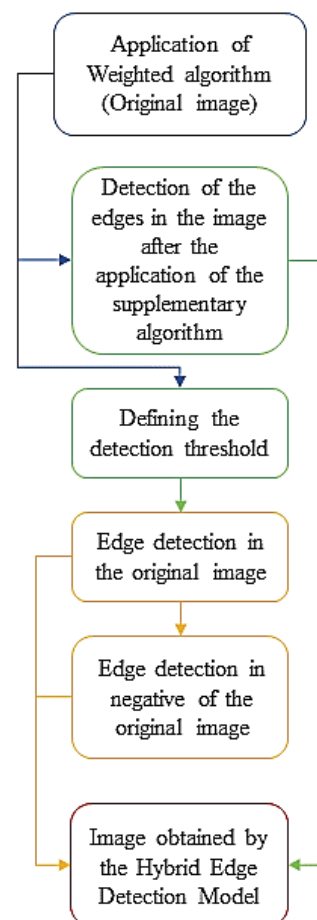 Application of
Weighted algorithm
(Original image)
Detection of the
edges in the image
after the
application of the
supplementary
algorithm
Defining the
detection threshold
Edge detection in
the original image
Edge detection in
negative of the
original image
Image obtained by
the Hybrid Edge
Detection Model